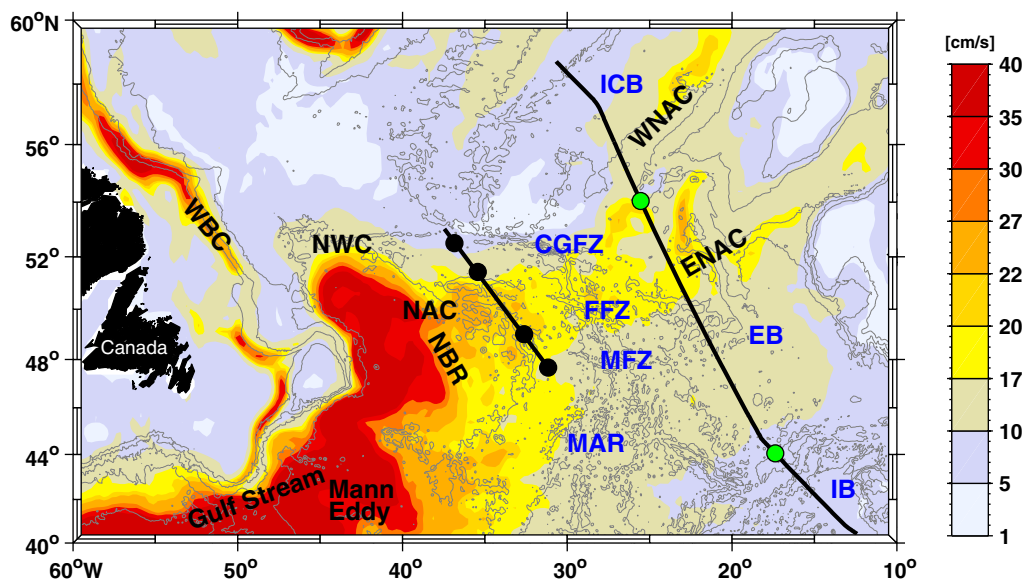 60°N
[cm/s]
40
ICB
WNAC
35
56°
30
WBC
NWC
CGFZ
ENAC
27
52°
22
NAC
FFZ
EB
20
Canada
NBR
MFZ
48°
17
MAR
10
44°
Gulf Stream
Mann
Eddy
IB
5
40°
1
60°W
50°
40°
30°
20°
10°